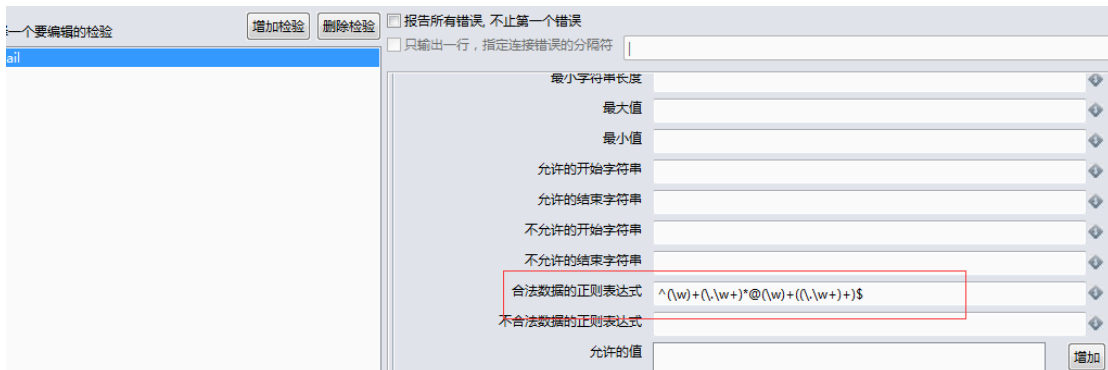 一个要编辑的检验
增加检验
删除检验
报告所有错误, 不止第一个错误
只输出一行，指定连接错误的分隔符
ail
最小字符串长度
最大值
最小值
允许的开始字符串
允许的结束字符串
不允许的开始字符串
不允许的结束字符串
合法数据的正则表达式 ^(\w)+(\.\w+)*@(\w)+((\.\w+)+)$
不合法数据的正则表达式
允许的值
增加